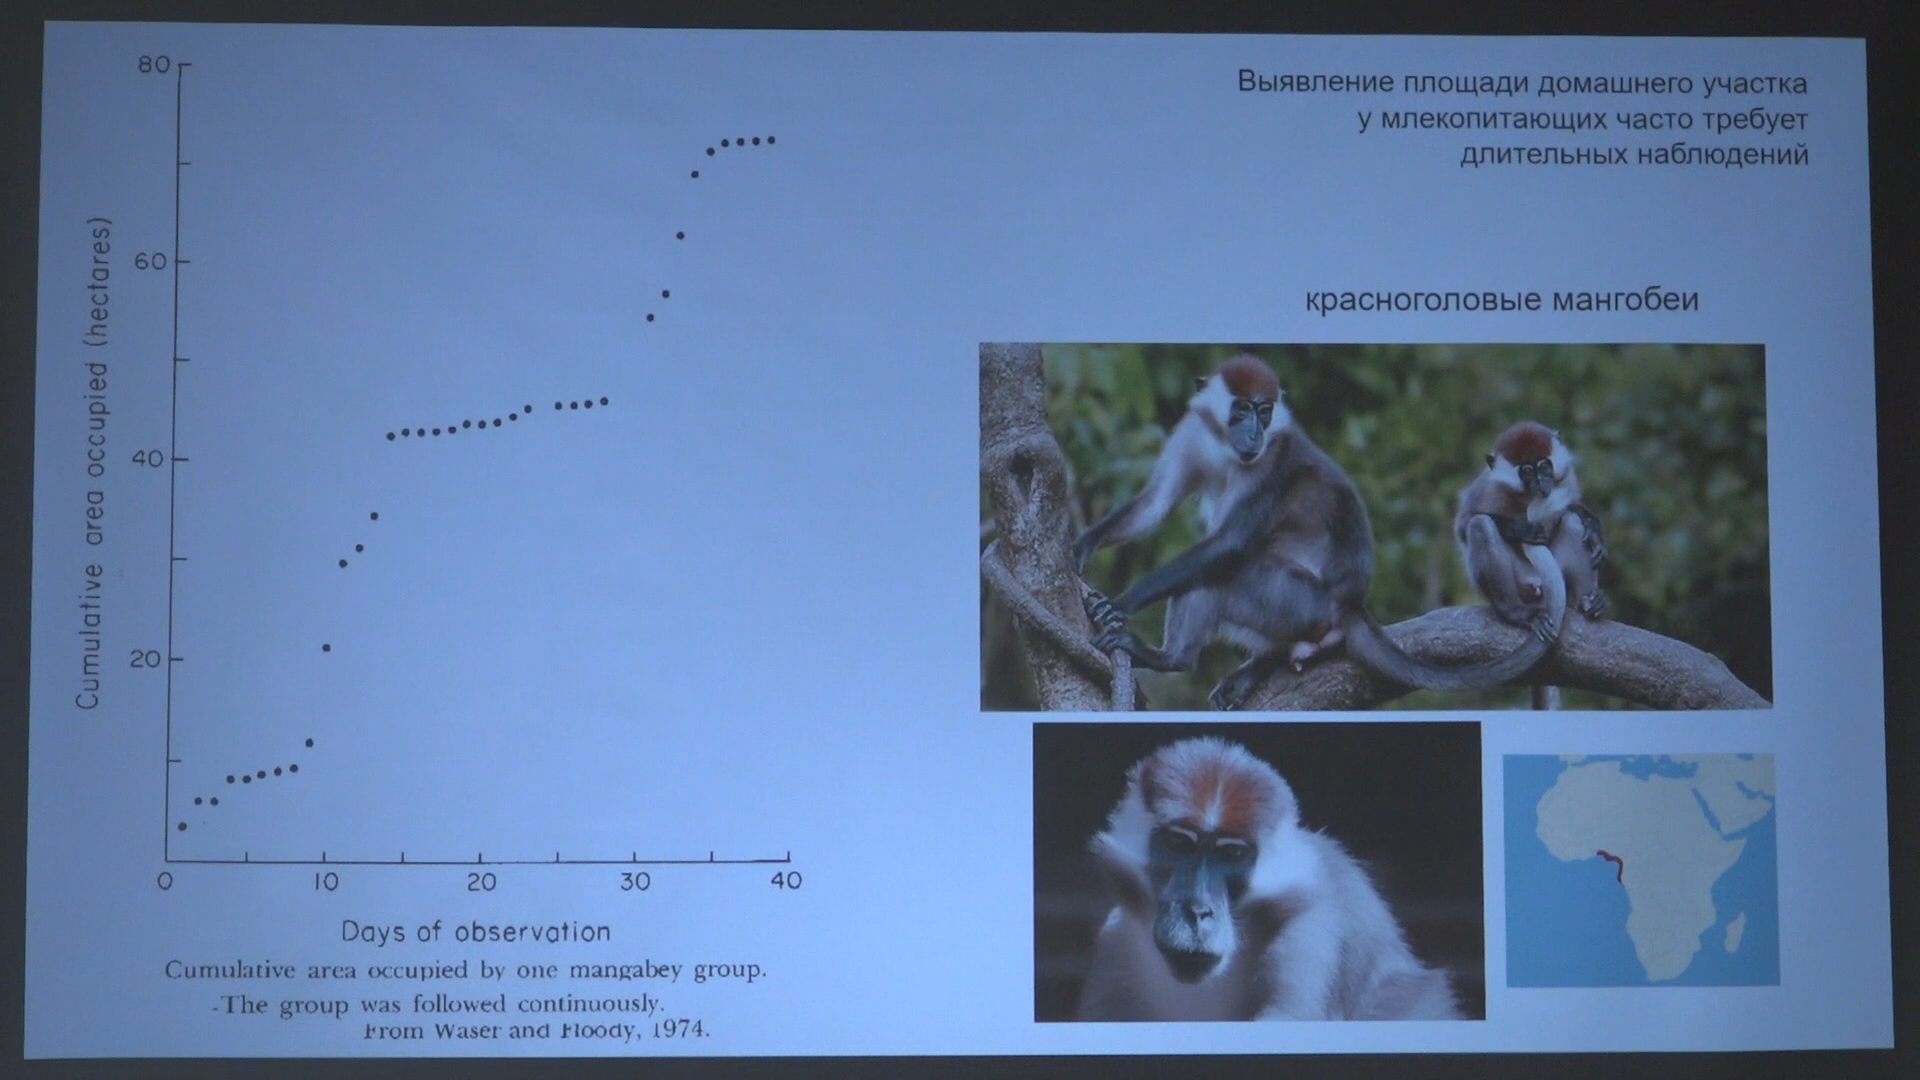 Выявление площади домашнего участка
у млекопитающих часто требует
длительных наблюдений
красноголовые мангобеи
80
60
40
20
Cumulative area occupied (hectares)
0 10 20 30 40
Days of observation
Cumulative area occupied by one mangabey group.
The group was followed continuously.
From Waser and Floody, 1974.